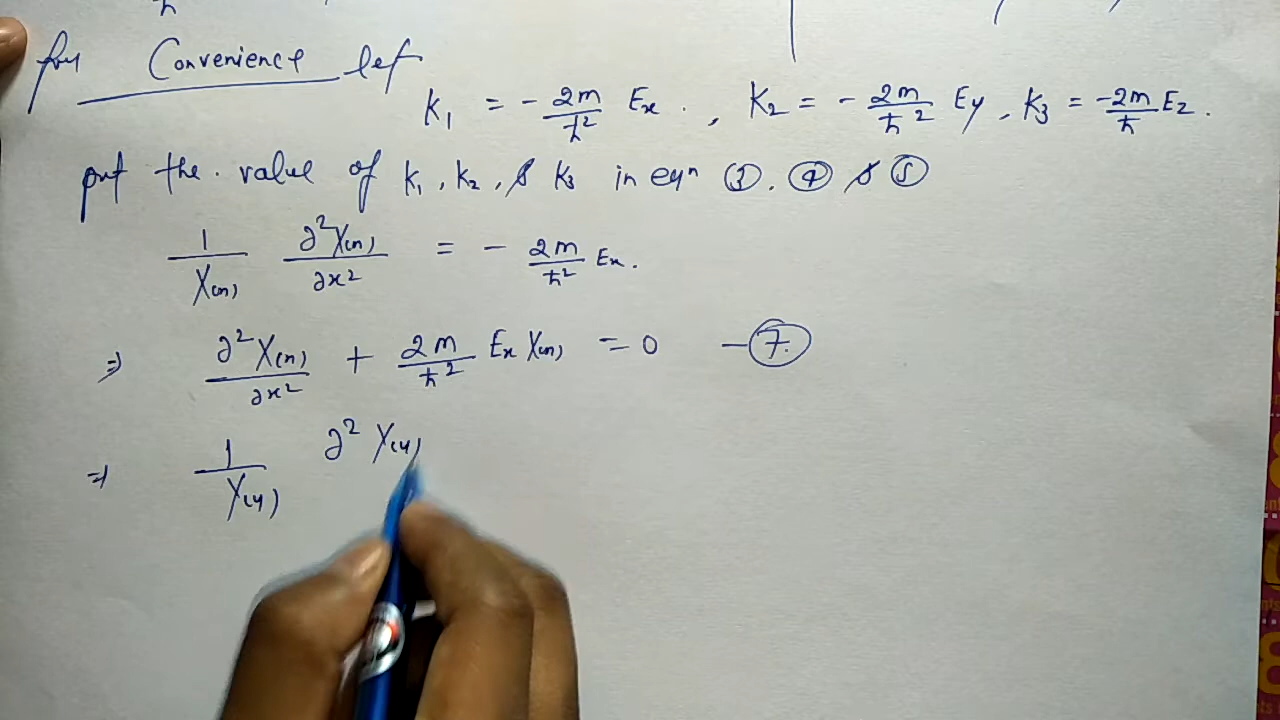 for Convenience let
K₁ = - 2m/ħ² Ex . , K₂ = - 2m/ħ² Ey , K₃ = -2m/ħ Ez .
put the . value of K₁ , K₂ , & K₃ in eqⁿ ③ . ④ & ⑤
1/X(x) ∂²X(x)/∂x² = - 2m/ħ² Ex .
⇒ ∂²X(x)/∂x² + 2m/ħ² Ex X(x) = 0 - ⑦
⇒ 1/Y(y) ∂² Y(y)